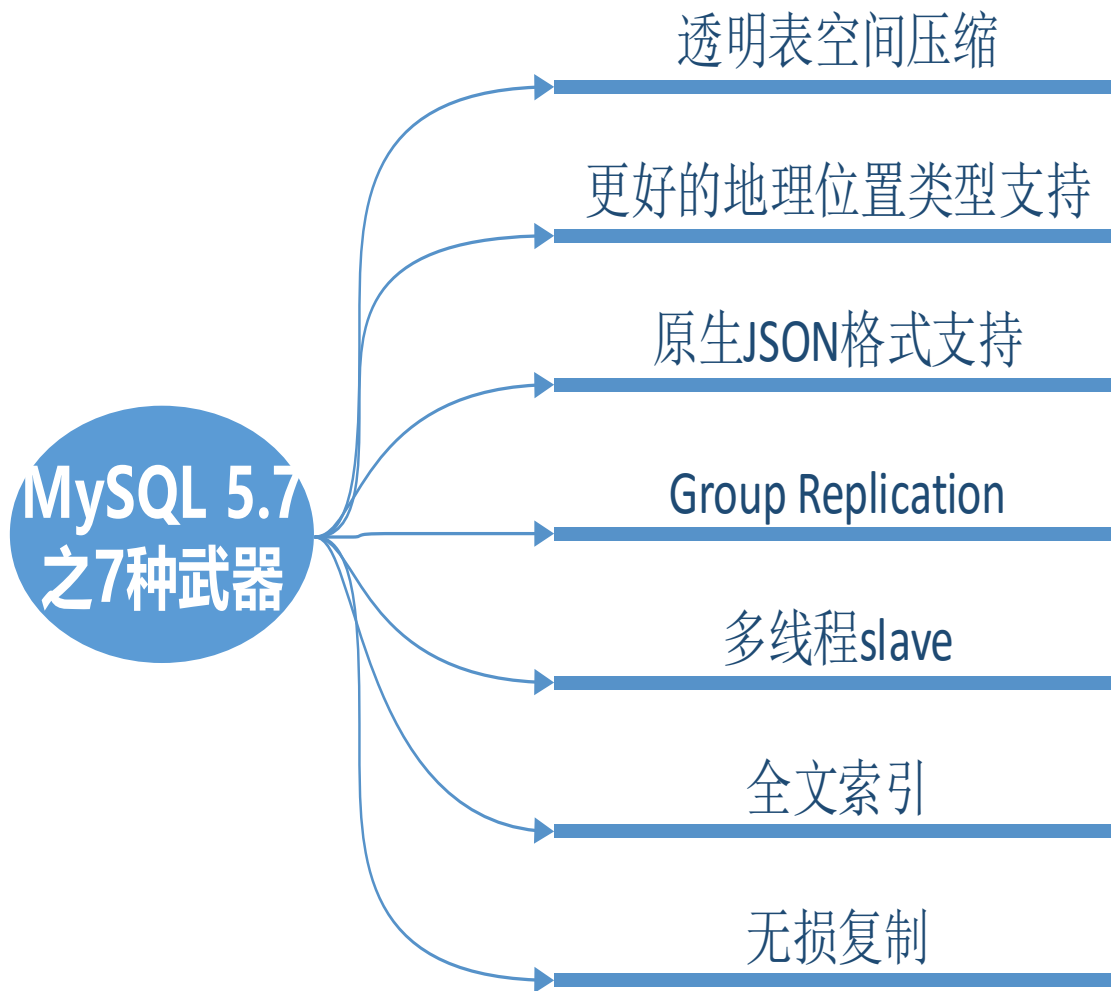 透明表空间压缩
更好的地理位置类型支持
原生JSON格式支持
MySQL 5.7
之7种武器
Group Replication
多线程slave
全文索引
无损复制